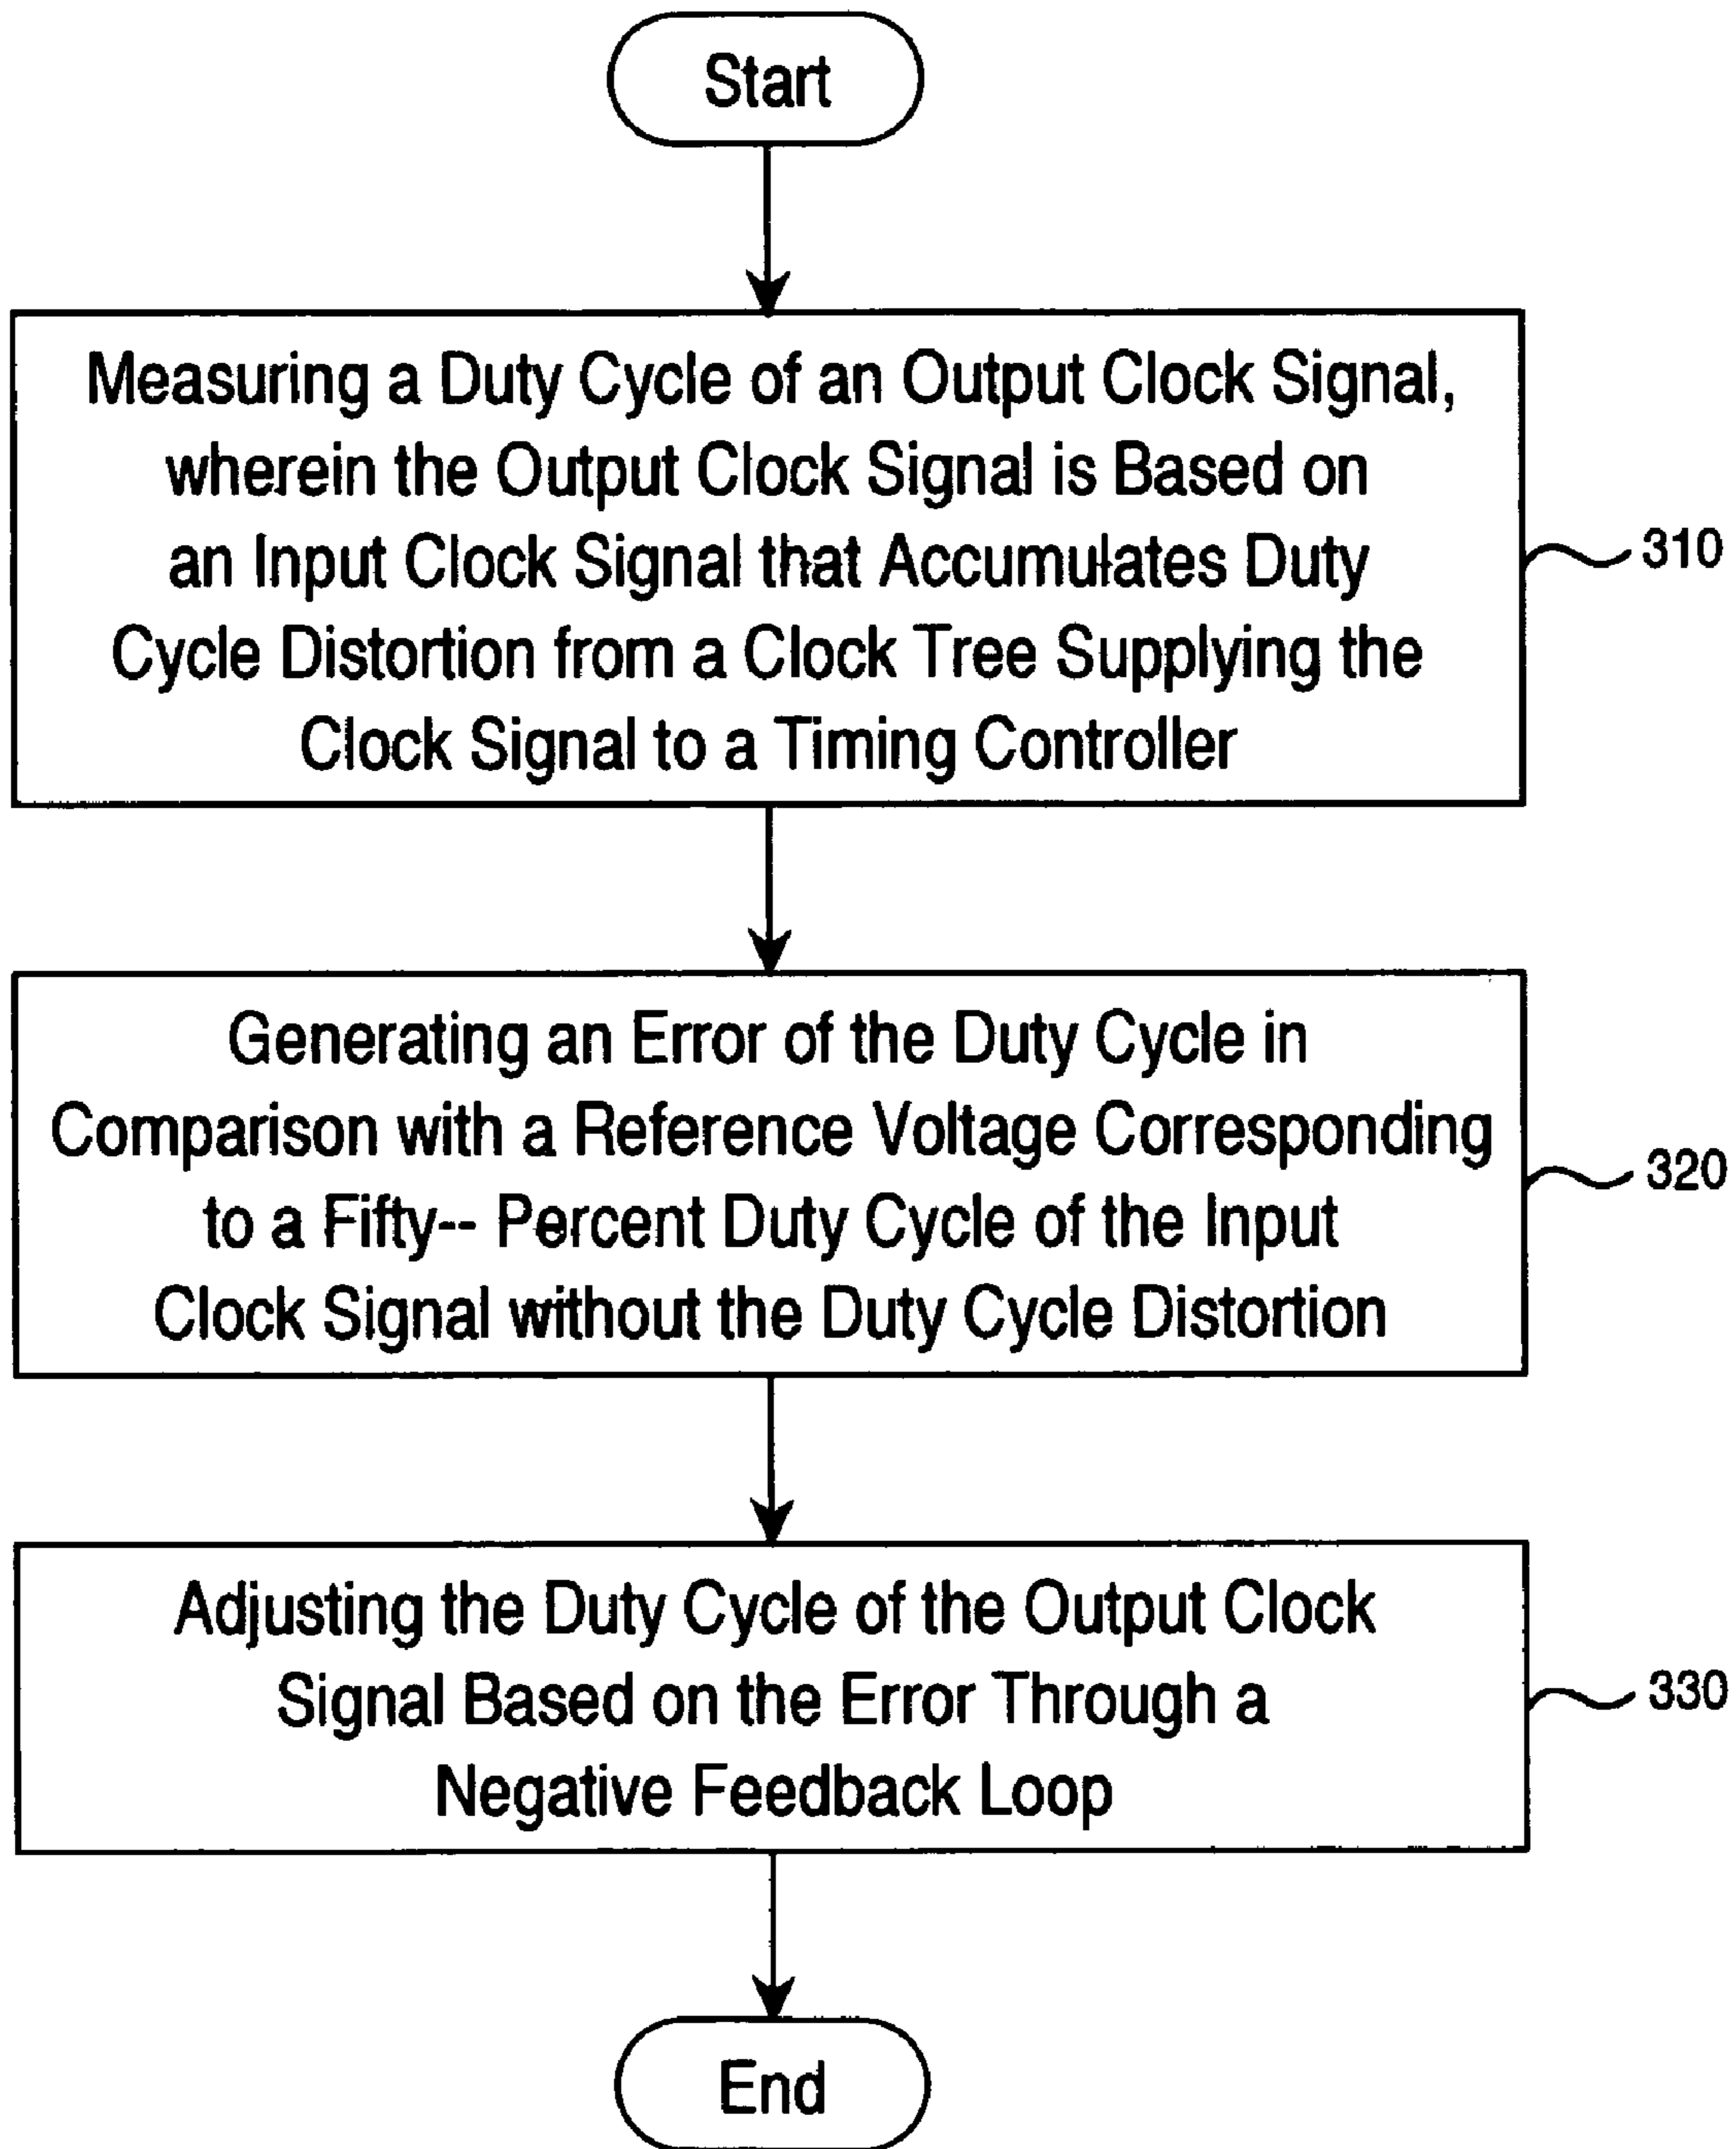 Start
Measuring a Duty Cycle of an Output Clock Signal,
wherein the Output Clock Signal is Based on
an Input Clock Signal that Accumulates Duty
Cycle Distortion from a Clock Tree Supplying the
Clock Signal to a Timing Controller
310
Generating an Error of the Duty Cycle in
Comparison with a Reference Voltage Corresponding
to a Fifty-- Percent Duty Cycle of the Input
Clock Signal without the Duty Cycle Distortion
320
Adjusting the Duty Cycle of the Output Clock
Signal Based on the Error Through a
Negative Feedback Loop
330
End